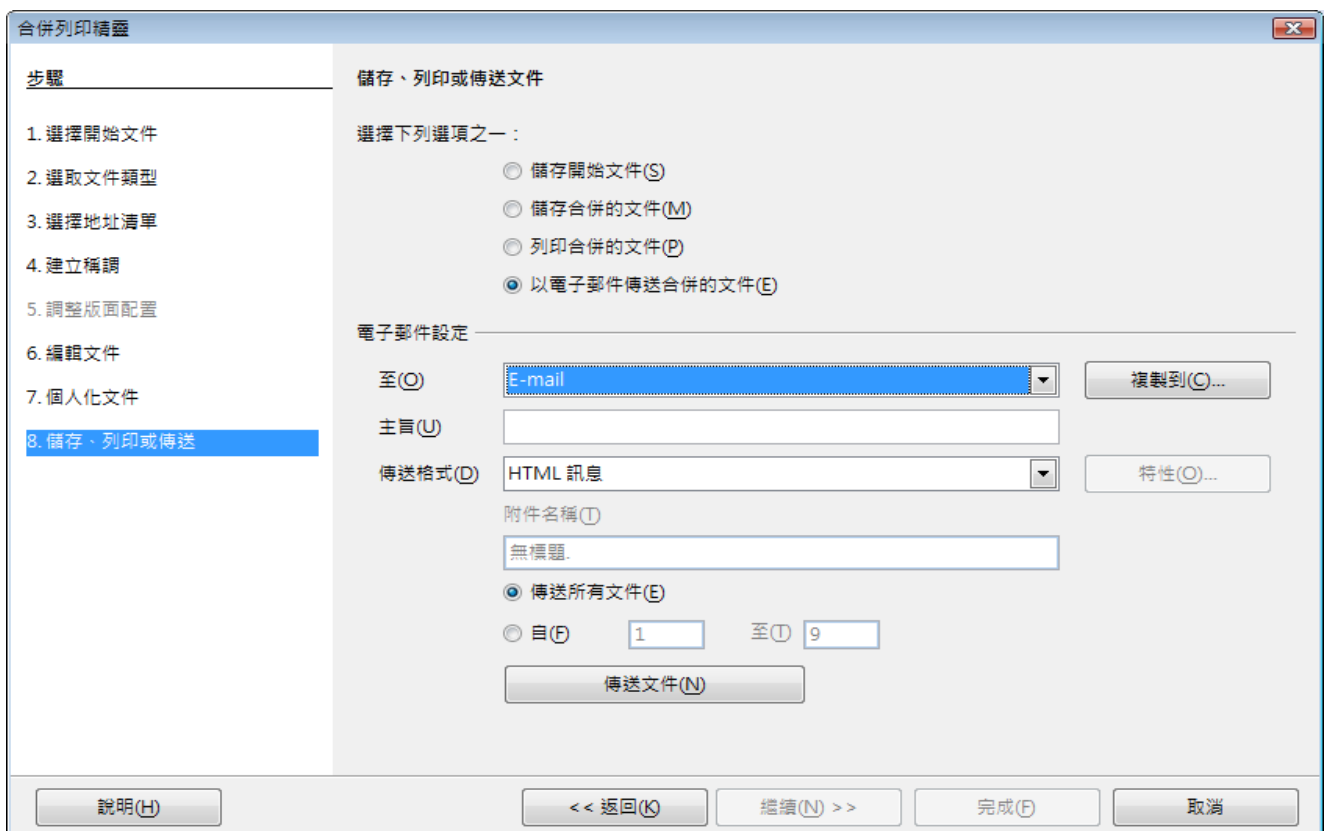 合併列印精靈
步驟
1. 選擇開始文件
2. 選取文件類型
3. 選擇地址清單
4. 建立稱謂
5. 調整版面配置
6. 編輯文件
7. 個人化文件
8. 儲存、列印或傳送
儲存、列印或傳送文件
選擇下列選項之一：
儲存開始文件(S)
儲存合併的文件(M)
列印合併的文件(P)
以電子郵件傳送合併的文件(E)
電子郵件設定
至(O) E-mail 複製到(C)...
主旨(U)
傳送格式(D) HTML 訊息 特性(O)...
附件名稱(T)
無標題.
傳送所有文件(E)
自(F) 1 至(T) 9
傳送文件(N)
說明(H) << 返回(K) 繼續(N) >> 完成(F) 取消